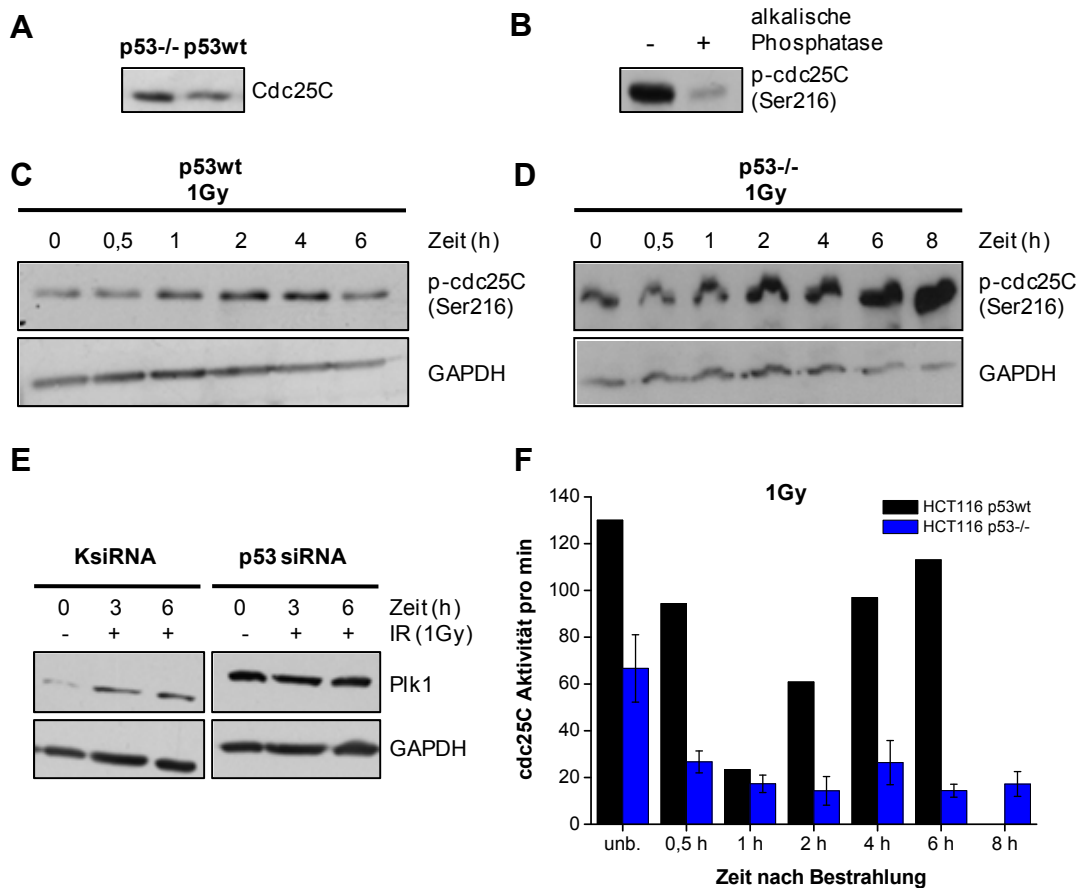 A
p53-/- p53wt
Cdc25C
B
alkalische
- + Phosphatase
p-cdc25C
(Ser216)
C
p53wt
1Gy
0 0,5 1 2 4 6 Zeit (h)
p-cdc25C
(Ser216)
GAPDH
D
p53-/-
1Gy
0 0,5 1 2 4 6 8 Zeit (h)
p-cdc25C
(Ser216)
GAPDH
E
KsiRNA p53 siRNA
0 3 6 0 3 6 Zeit (h)
- + + - + + IR (1Gy)
Plk1
GAPDH
F
1Gy
HCT116 p53wt
HCT116 p53-/-
cdc25C Aktivität pro min
140
120
100
80
60
40
20
0
unb. 0,5 h 1 h 2 h 4 h 6 h 8 h
Zeit nach Bestrahlung